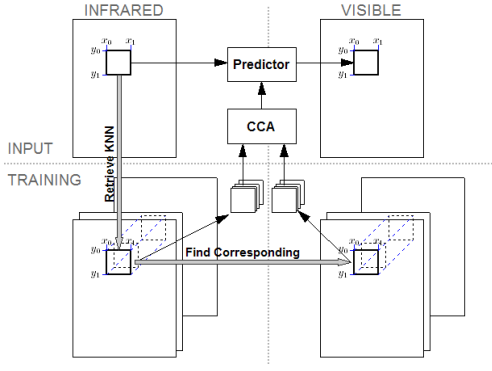 INFRARED
VISIBLE
x₀ x₁
y₀
y₁
x₀ x₁
y₀
y₁
Predictor
CCA
Retrieve KNN
INPUT
TRAINING
x₀ x₁
y₀
y₁
Find Corresponding
x₀ x₁
y₀
y₁